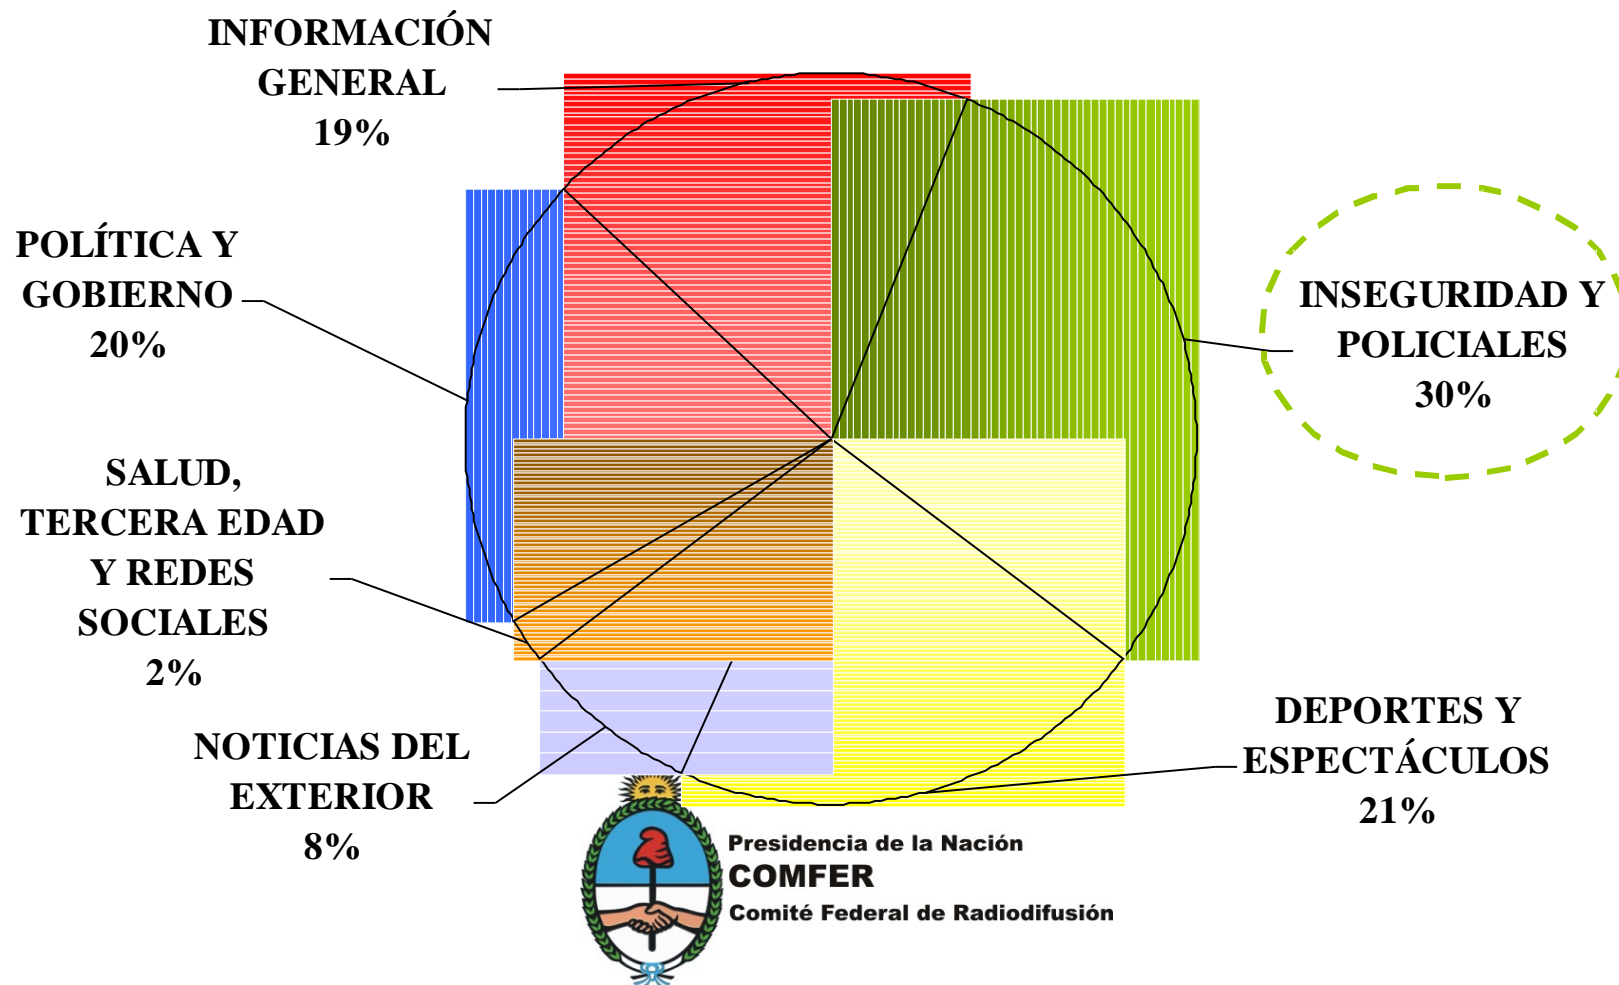 INFORMACIÓN
GENERAL
19%
POLÍTICA Y
GOBIERNO
20%
INSEGURIDAD Y
POLICIALES
30%
SALUD,
TERCERA EDAD
Y REDES
SOCIALES
2%
NOTICIAS DEL
EXTERIOR
8%
DEPORTES Y
ESPECTÁCULOS
21%
Presidencia de la Nación
COMFER
Comité Federal de Radiodifusión